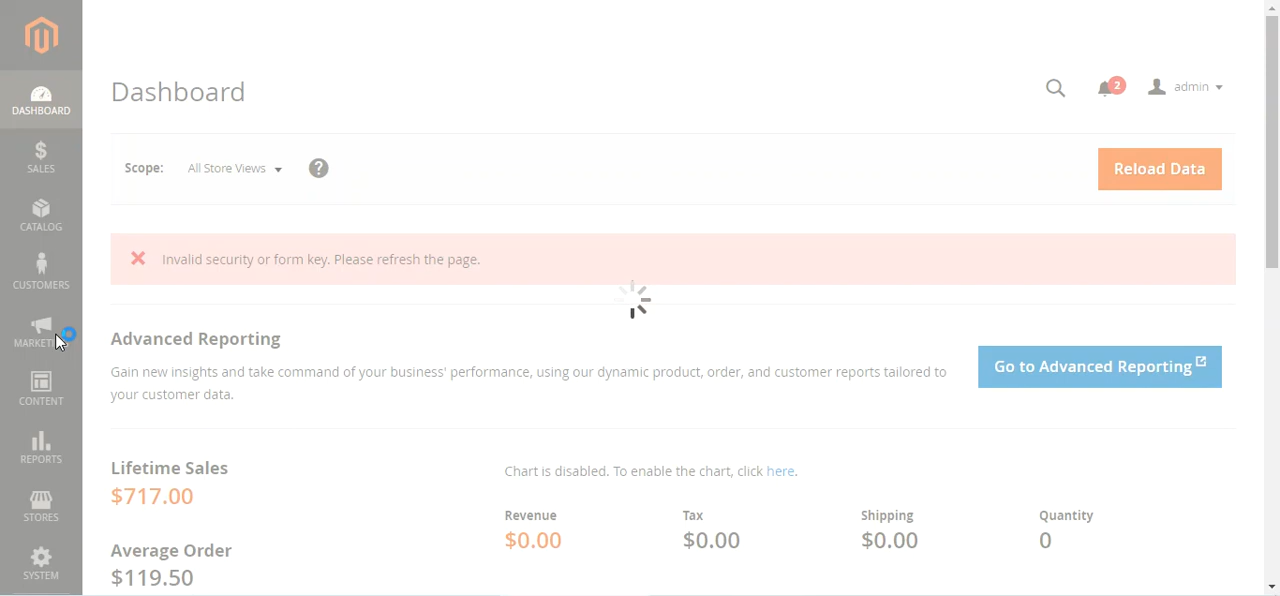 Dashboard
2
admin
DASHBOARD
Scope:
All Store Views
?
Reload Data
SALES
CATALOG
Invalid security or form key. Please refresh the page.
CUSTOMERS
Advanced Reporting
Gain new insights and take command of your business' performance, using our dynamic product, order, and customer reports tailored to
your customer data.
Go to Advanced Reporting
CONTENT
REPORTS
Lifetime Sales
$717.00
Chart is disabled. To enable the chart, click here.
STORES
Revenue
$0.00
Tax
$0.00
Shipping
$0.00
Quantity
0
Average Order
$119.50
SYSTEM